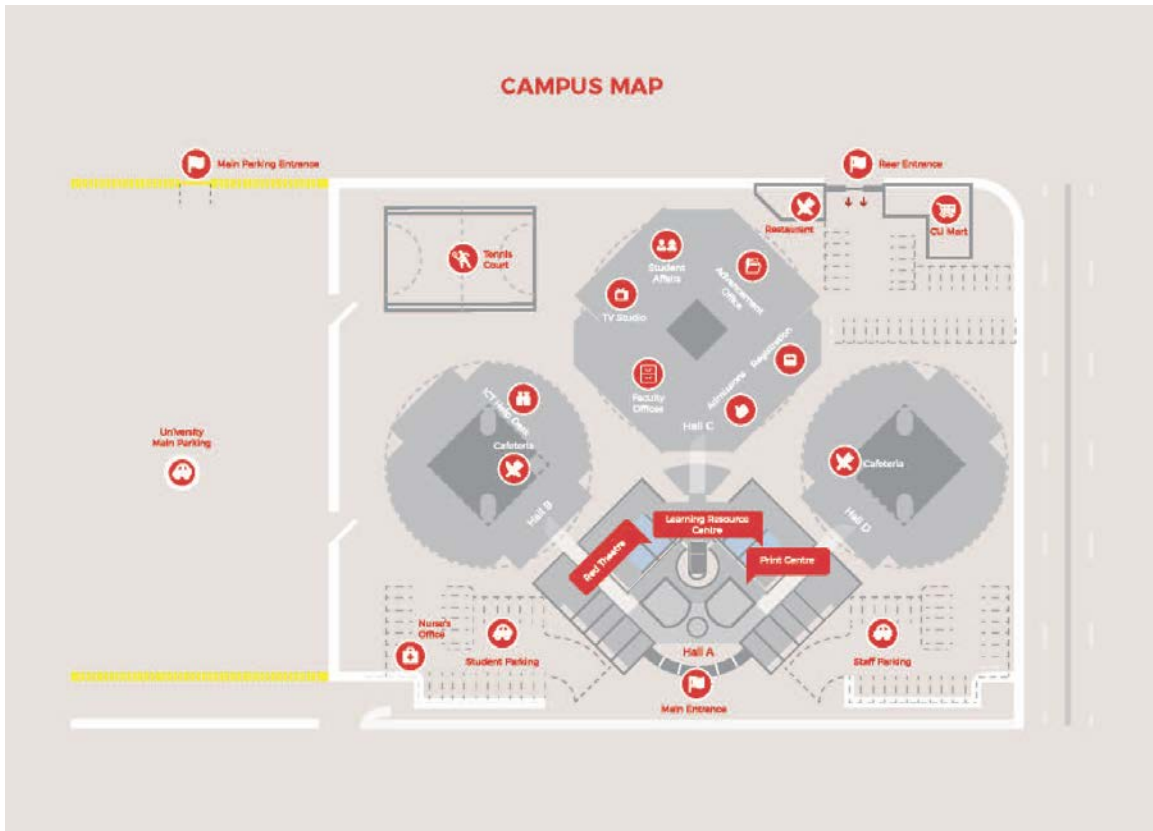 CAMPUS MAP
Main Parking Entrance
Rear Entrance
Restaurant
CU Mart
Tennis
Court
Student
Affairs
Advancement
Office
TV Studio
Registration
Faculty
Offices
Admissions
Hall C
ICT Help Desk
Cafeteria
Cafeteria
University
Main Parking
Hall B
Hall D
Learning Resource
Centre
Red Theatre
Print Centre
Nurse's
Office
Student Parking
Hall A
Staff Parking
Main Entrance